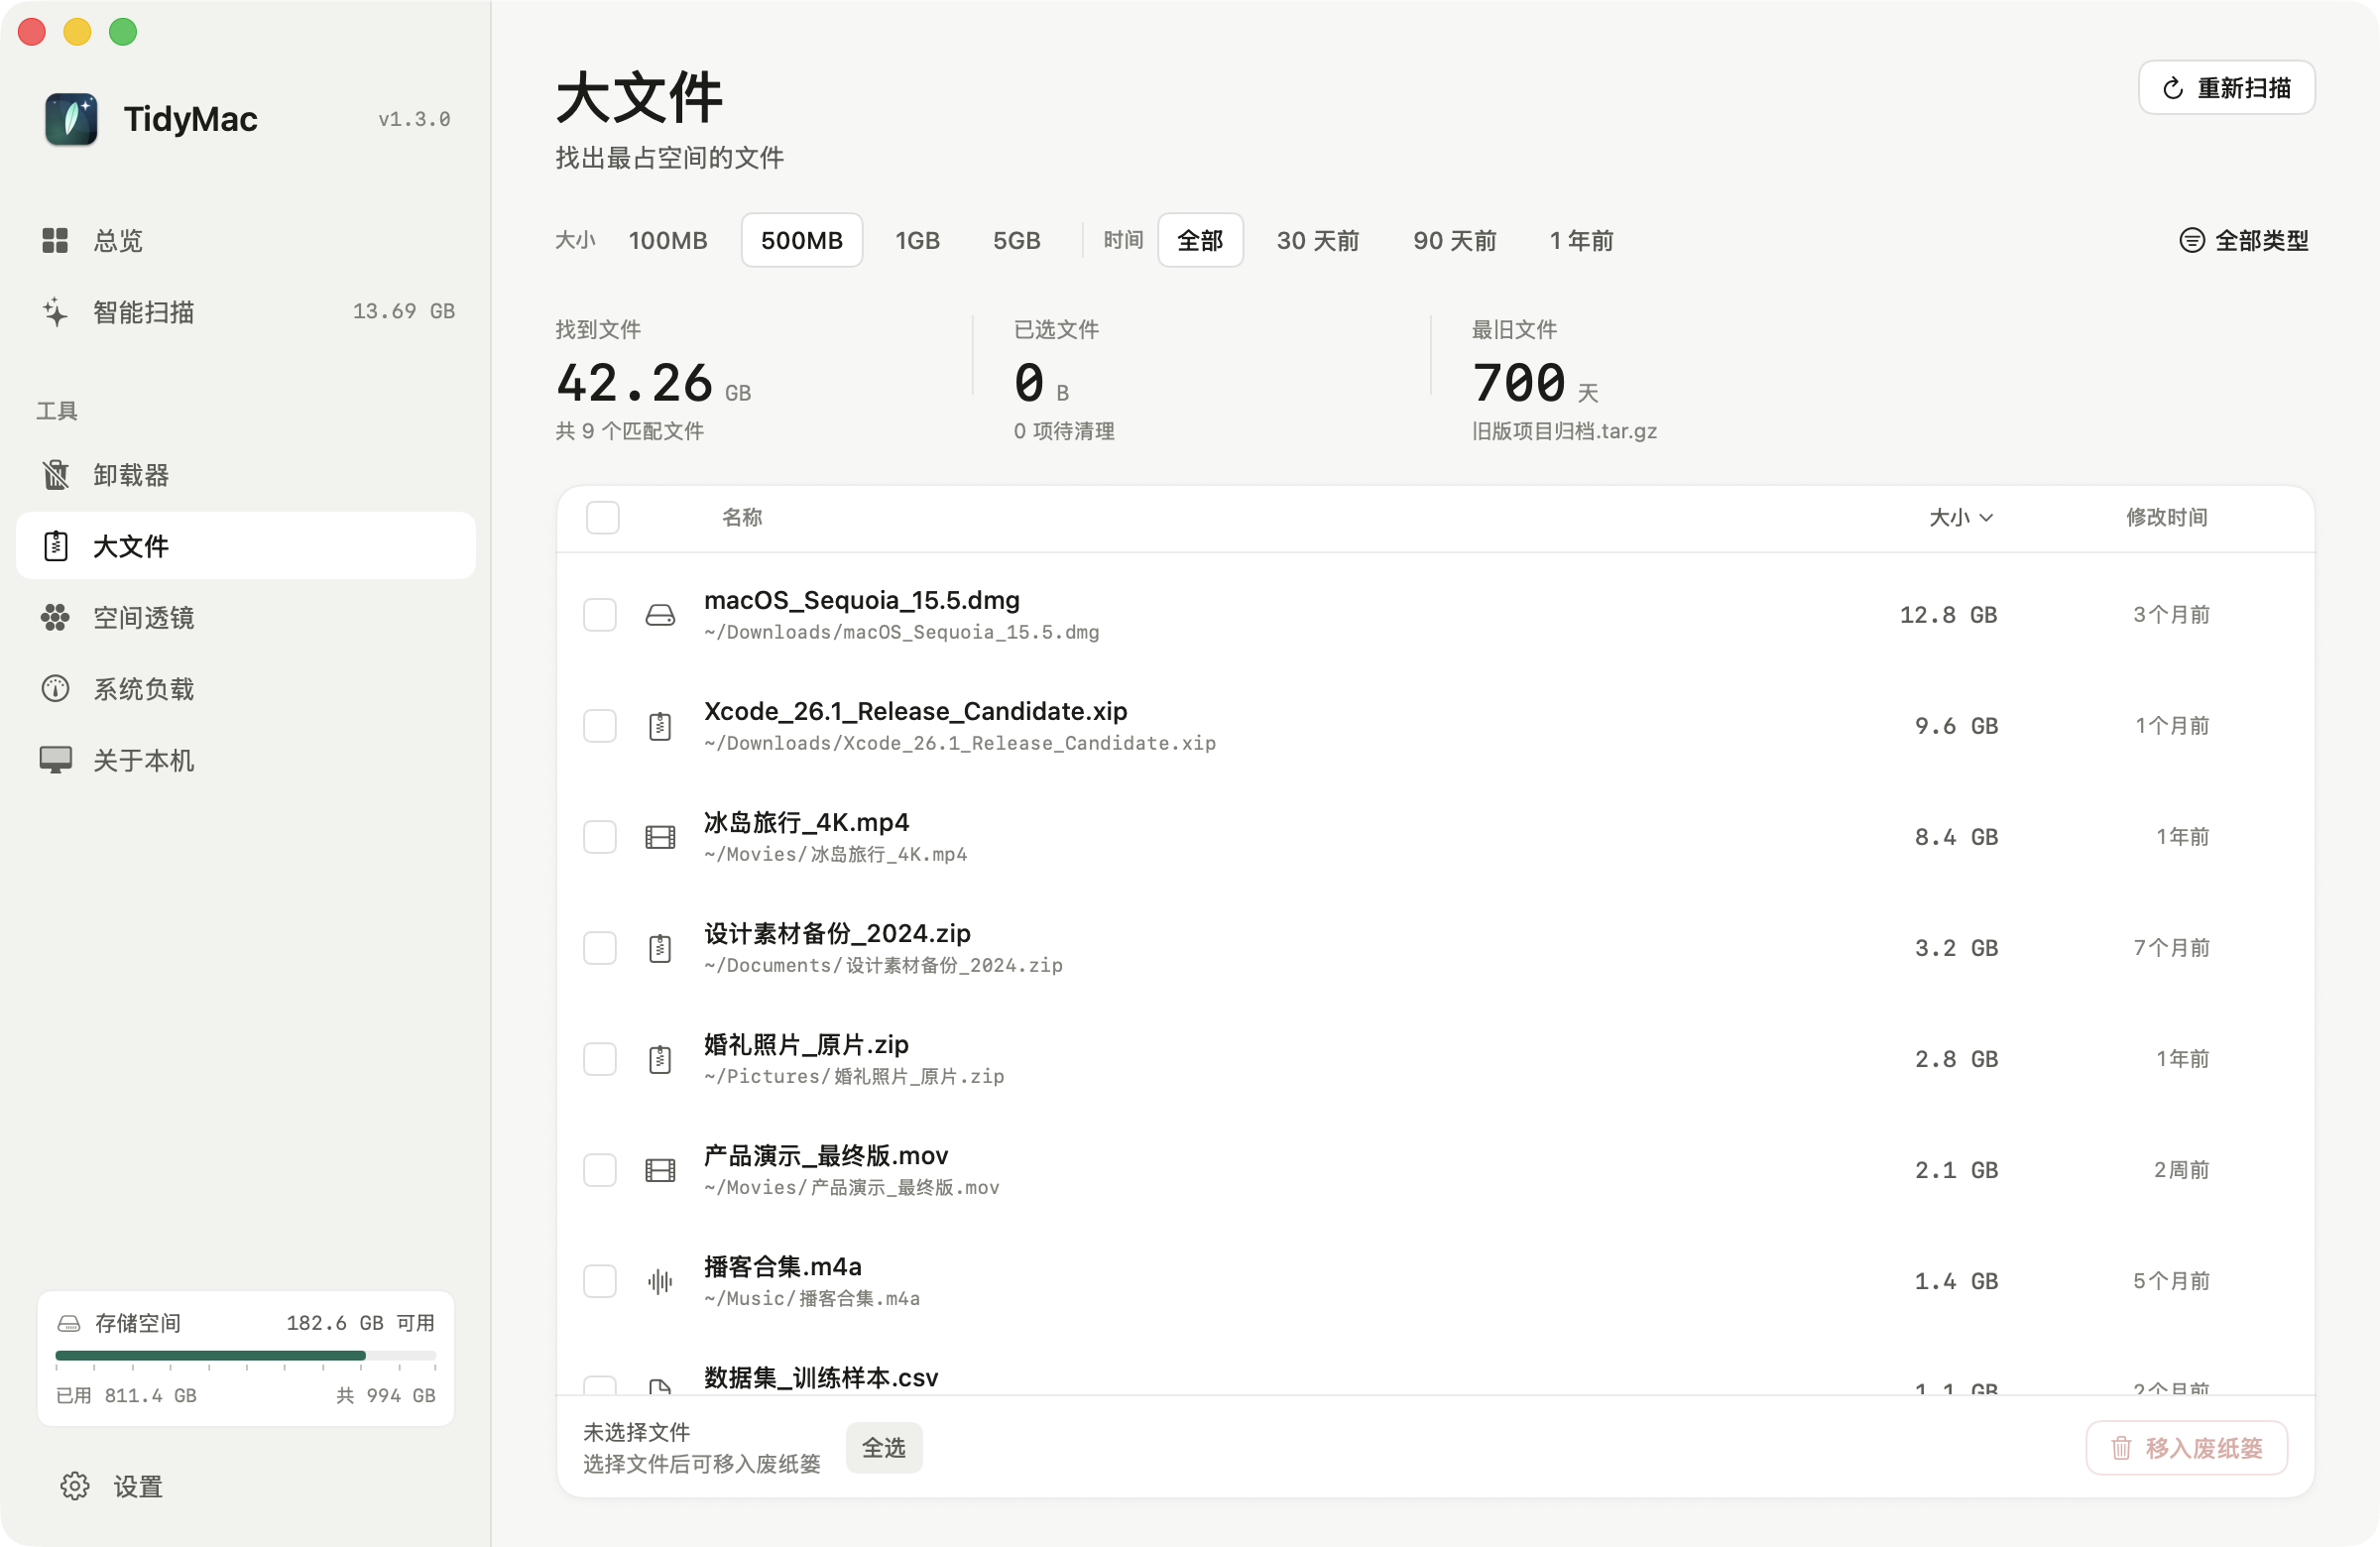 TidyMac
v1.3.0
总览
智能扫描 13.69 GB
工具
卸载器
大文件
空间透镜
系统负载
关于本机
存储空间 182.6 GB 可用
已用 811.4 GB 共 994 GB
设置
大文件
重新扫描
找出最占空间的文件
大小 100MB 500MB 1GB 5GB 时间 全部 30 天前 90 天前 1 年前 全部类型
找到文件
42.26 GB
共 9 个匹配文件
已选文件
0 B
0 项待清理
最旧文件
700 天
旧版项目归档.tar.gz
名称 大小 修改时间
macOS_Sequoia_15.5.dmg
~/Downloads/macOS_Sequoia_15.5.dmg
12.8 GB 3个月前
Xcode_26.1_Release_Candidate.xip
~/Downloads/Xcode_26.1_Release_Candidate.xip
9.6 GB 1个月前
冰岛旅行_4K.mp4
~/Movies/冰岛旅行_4K.mp4
8.4 GB 1年前
设计素材备份_2024.zip
~/Documents/设计素材备份_2024.zip
3.2 GB 7个月前
婚礼照片_原片.zip
~/Pictures/婚礼照片_原片.zip
2.8 GB 1年前
产品演示_最终版.mov
~/Movies/产品演示_最终版.mov
2.1 GB 2周前
播客合集.m4a
~/Music/播客合集.m4a
1.4 GB 5个月前
数据集_训练样本.csv
1.1 GB 2个月前
未选择文件
选择文件后可移入废纸篓
全选
移入废纸篓